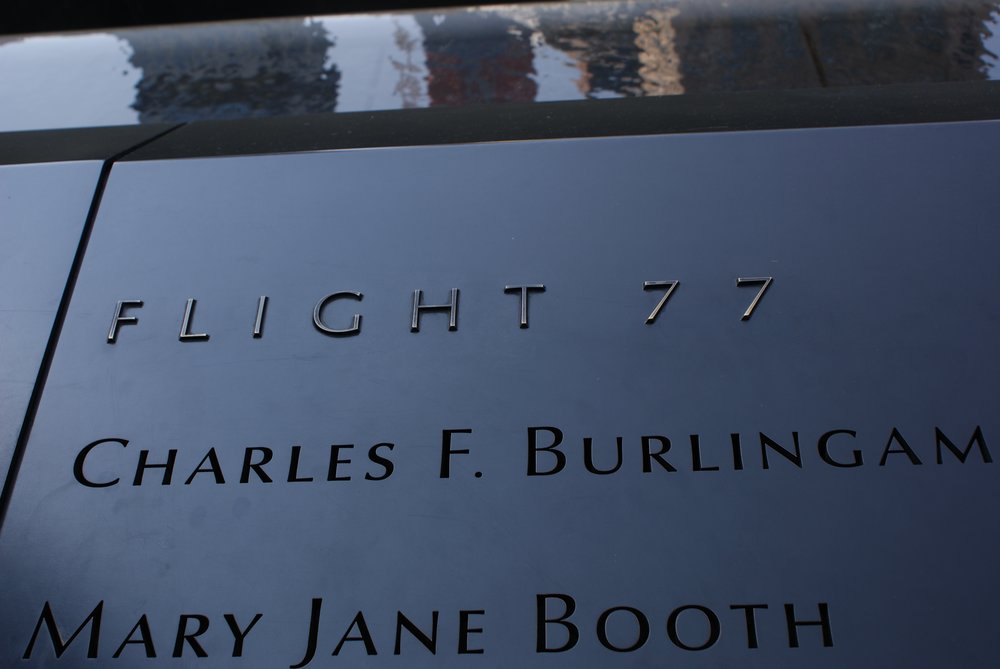 FLIGHT 77
CHARLES F. BURLINGAM
MARY JANE BOOTH